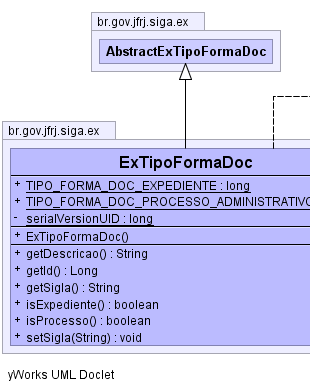 br.gov.jfrj.siga.ex
AbstractExTipoFormaDoc
br.gov.jfrj.siga.ex
ExTipoFormaDoc
+ TIPO_FORMA_DOC_EXPEDIENTE : long
+ TIPO_FORMA_DOC_PROCESSO_ADMINISTRATIVO
- serialVersionUID : long
+ ExTipoFormaDoc()
+ getDescricao() : String
+ getId() : Long
+ getSigla() : String
+ isExpediente() : boolean
+ isProcesso() : boolean
+ setSigla(String) : void
yWorks UML Doclet